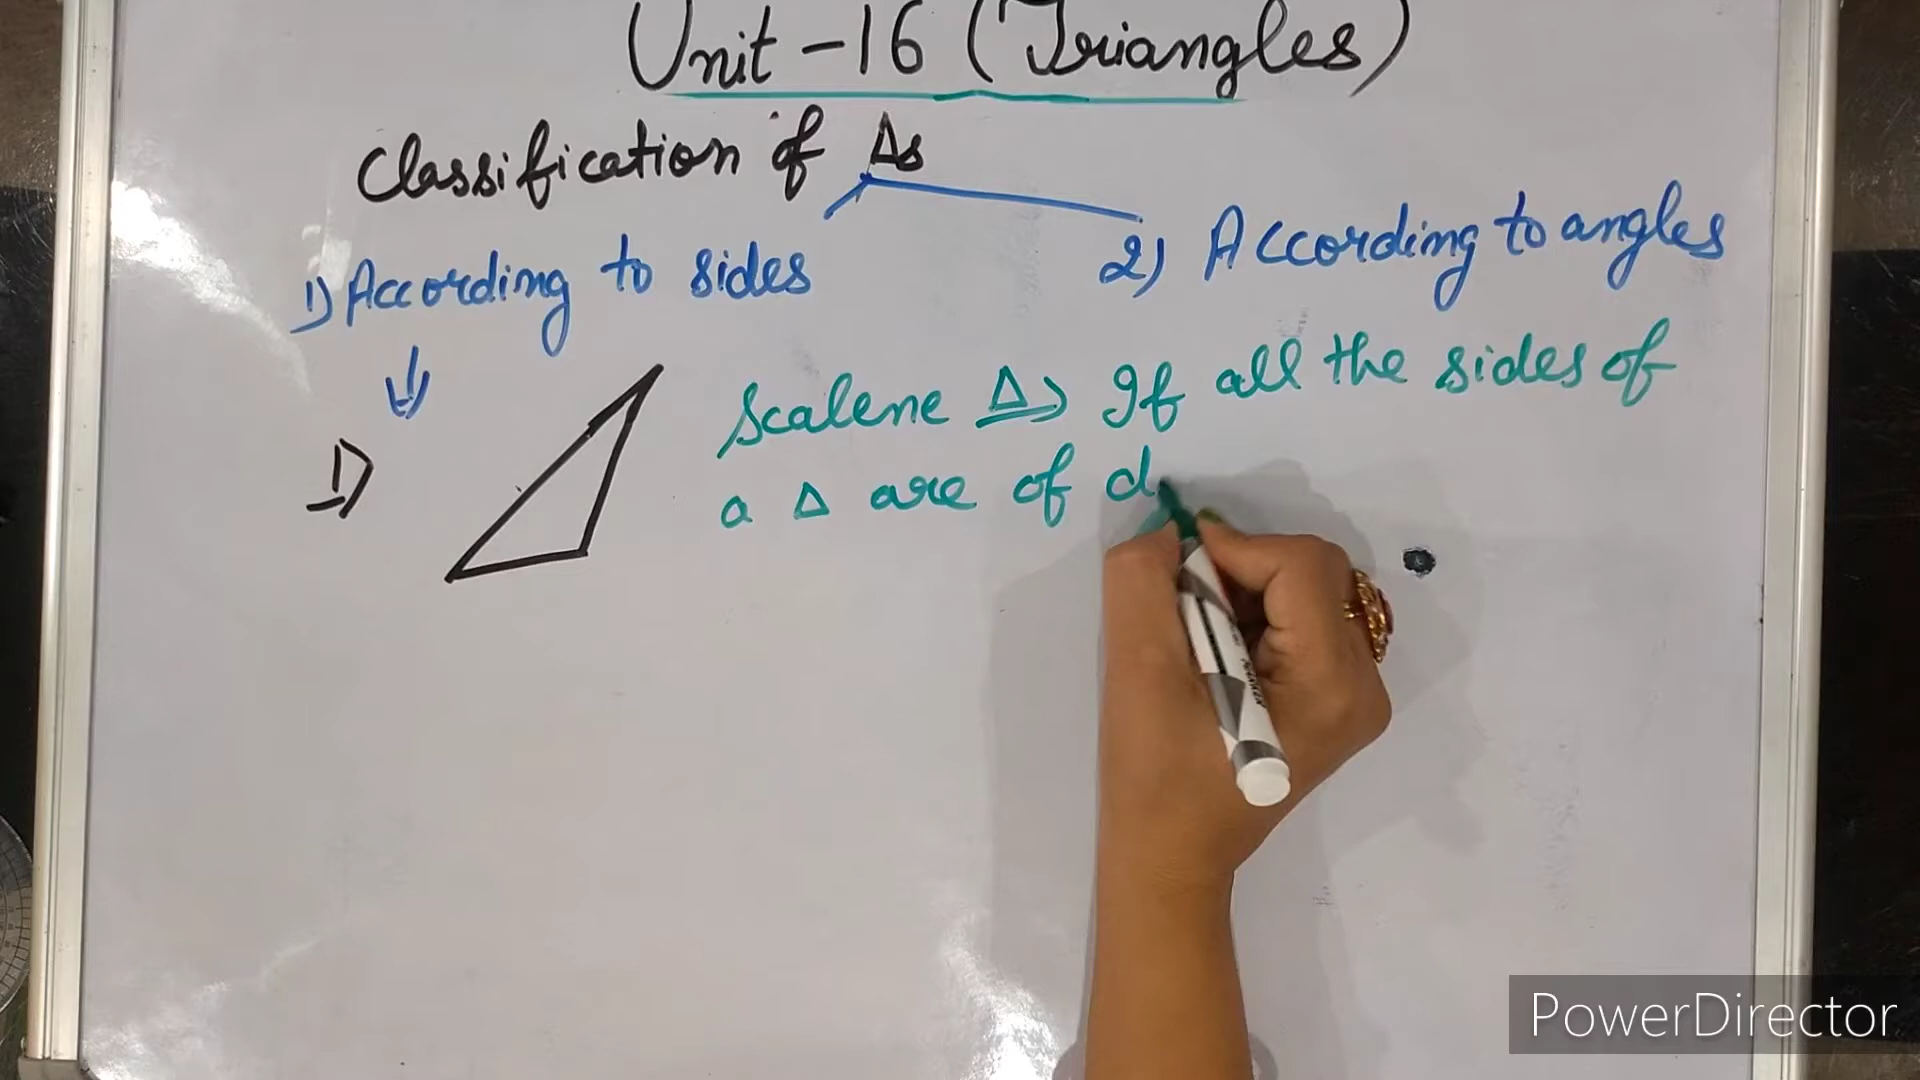 Unit - 16 (Triangles)
Classification of Δs
1) According to sides
2) According to angles
1)
Scalene Δ) If all the sides of
a Δ are of d
PowerDirector